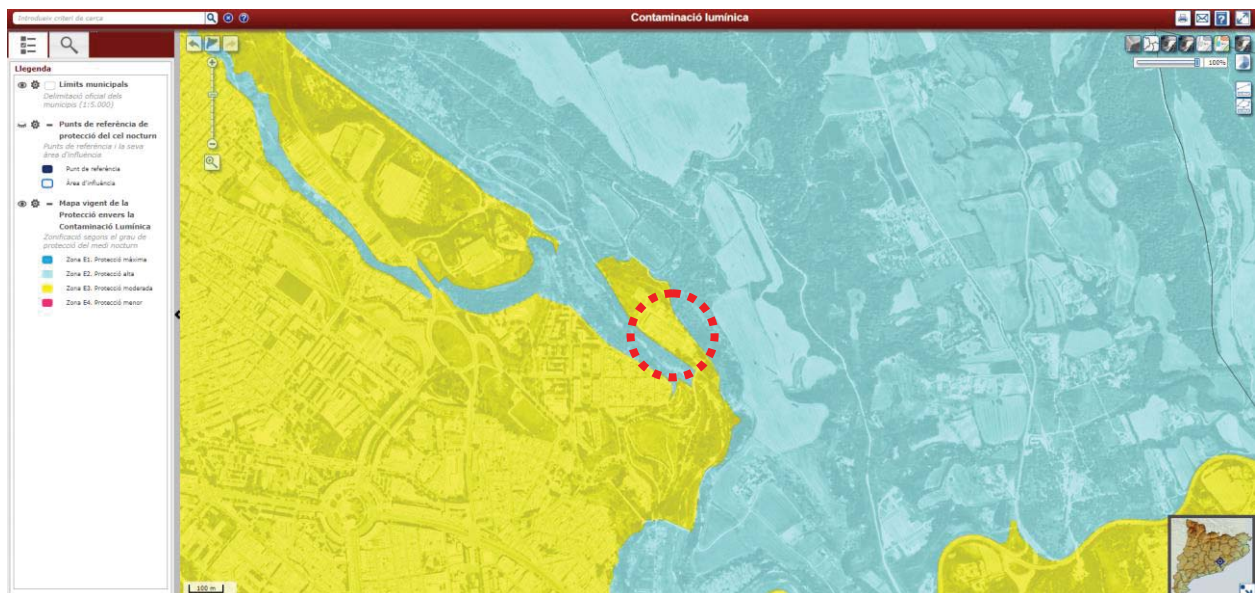 Introdueix criteri de cerca
Contaminació lumínica
100%
Llegenda
Límits municipals
Delimitació oficial dels
municipis (1:5.000)
Punts de referència de
protecció del cel nocturn
Punts de referència i la seva
àrea d'influència
Punt de referència
Àrea d'influència
Mapa vigent de la
Protecció envers la
Contaminació Lumínica
Zonificació segons el grau de
protecció del medi nocturn
Zona E1. Protecció màxima
Zona E2. Protecció alta
Zona E3. Protecció moderada
Zona E4. Protecció menor
100 m